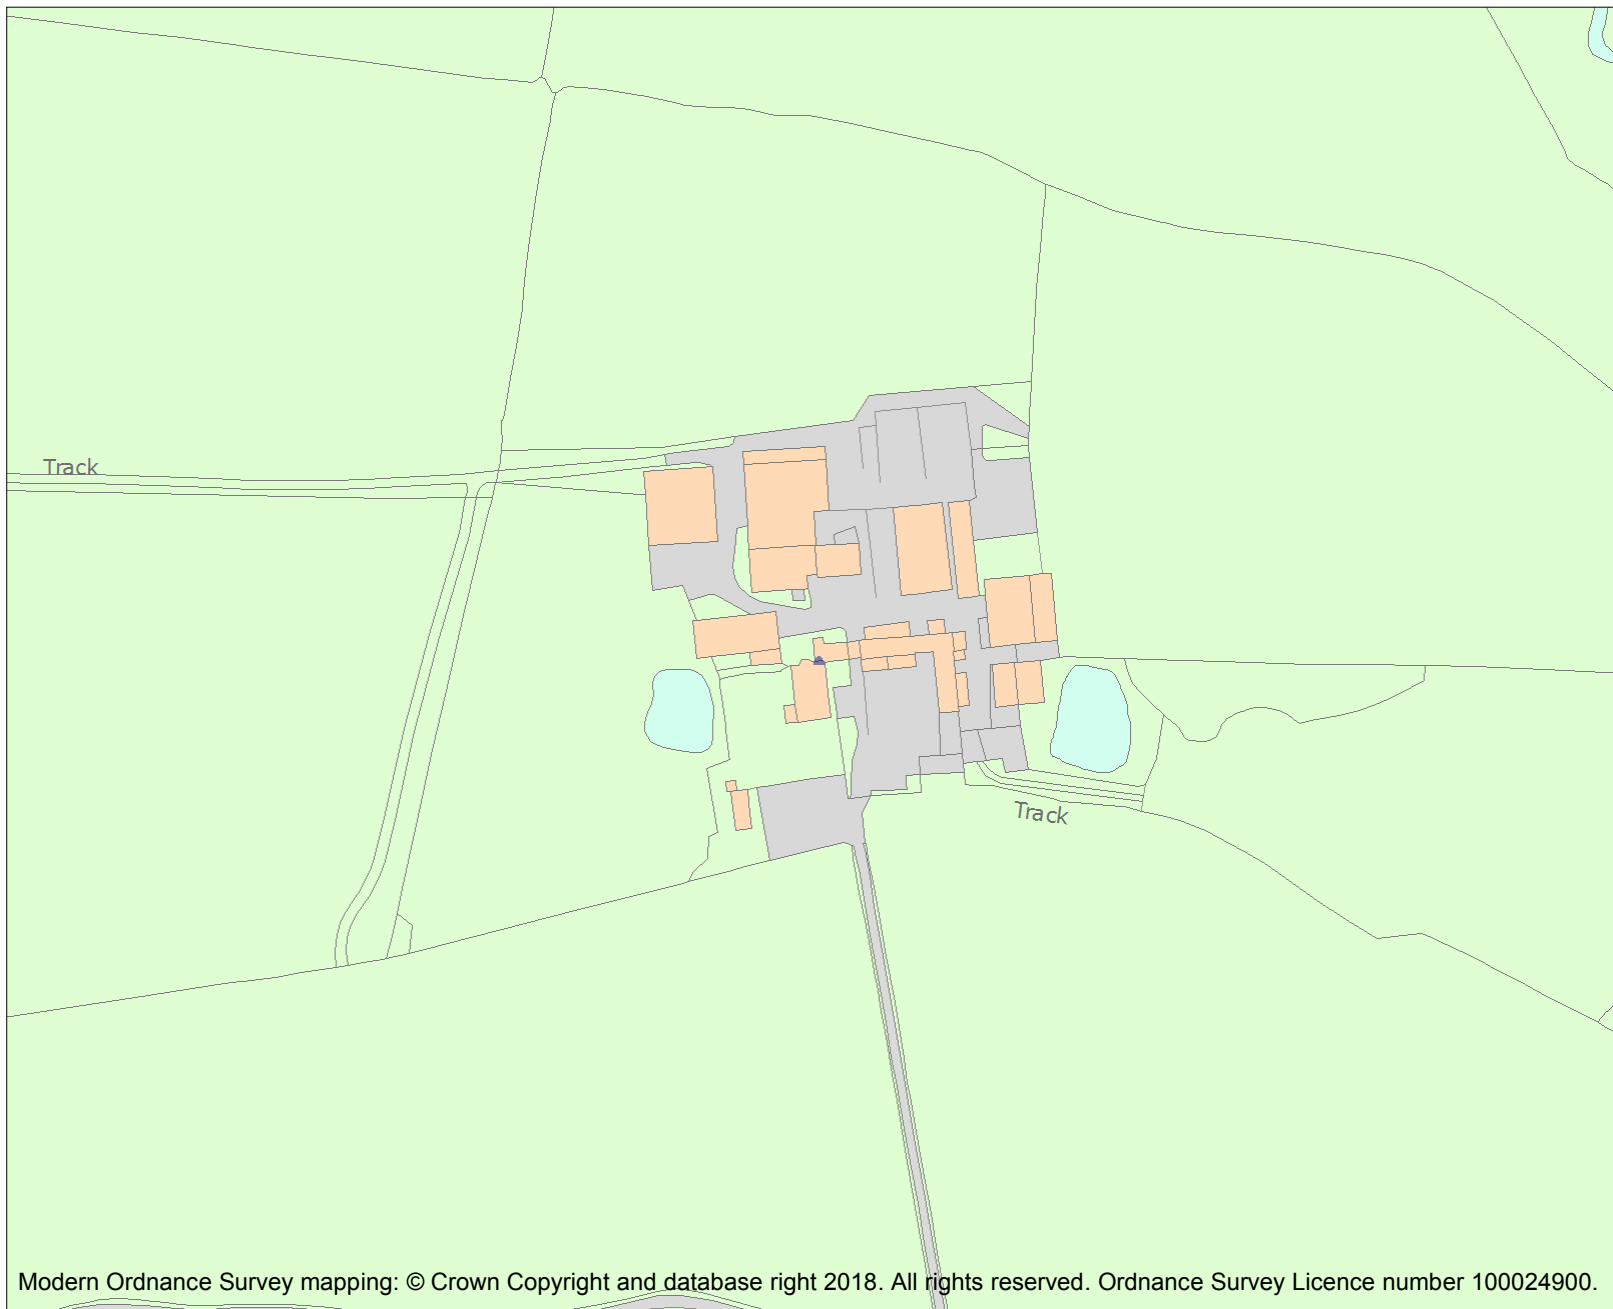 Track
Track
Modern Ordnance Survey mapping: © Crown Copyright and database right 2018. All rights reserved. Ordnance Survey Licence number 100024900.